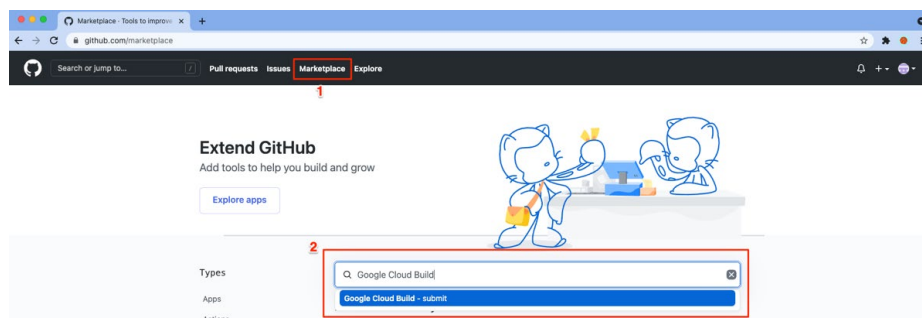 Marketplace · Tools to improve
github.com/marketplace
Search or jump to... / Pull requests Issues Marketplace Explore
1
Extend GitHub
Add tools to help you build and grow
Explore apps
2
Types
Google Cloud Build
Apps
Google Cloud Build - submit